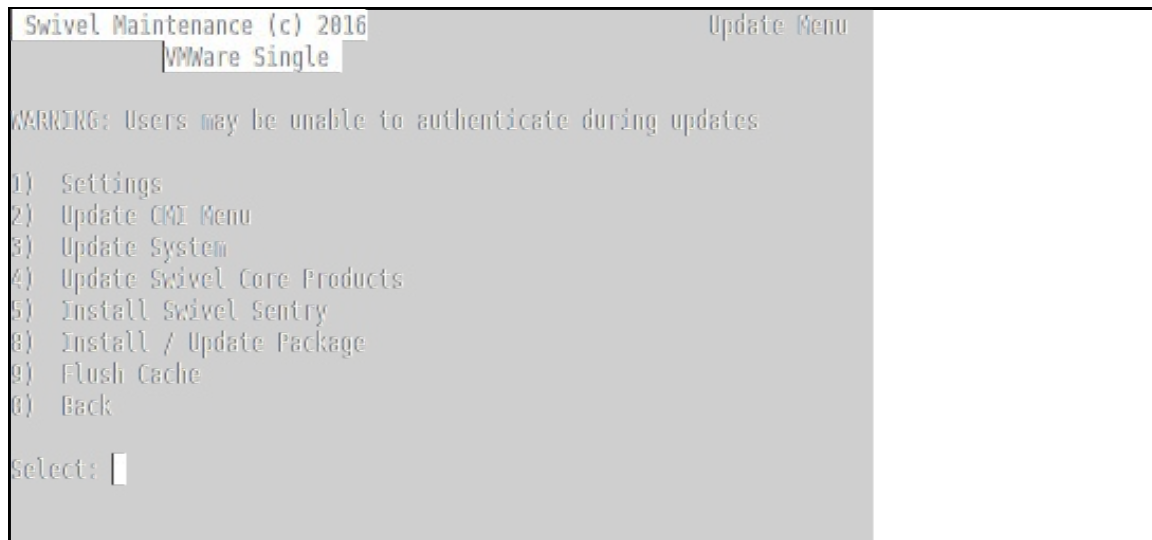 Swivel Maintenance (c) 2016 Update Menu
VMWare Single
WARNING: Users may be unable to authenticate during updates
1) Settings
2) Update CMI Menu
3) Update System
4) Update Swivel Core Products
5) Install Swivel Sentry
8) Install / Update Package
9) Flush Cache
0) Back
Select: